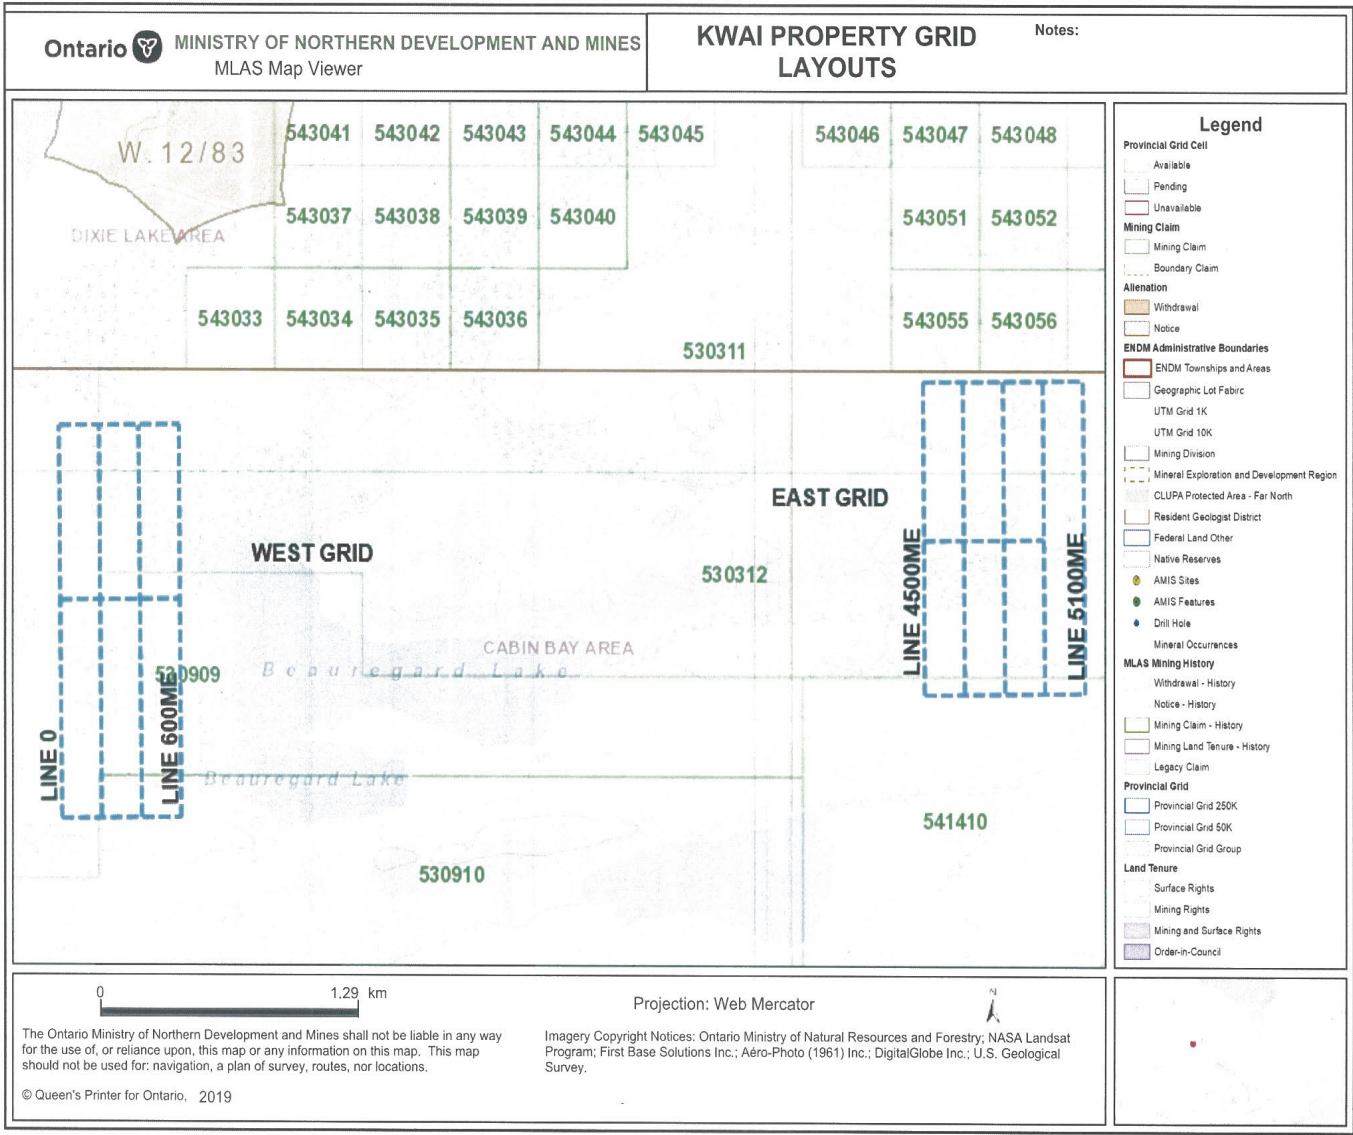 Ontario MINISTRY OF NORTHERN DEVELOPMENT AND MINES
MLAS Map Viewer
KWAI PROPERTY GRID
LAYOUTS
Notes:
W. 12/83
DIXIE LAKE AREA
543041 543042 543043 543044 543045 543046 543047 543048
543037 543038 543039 543040 543051 543052
543033 543034 543035 543036 543055 543056
530311
EAST GRID
WEST GRID
530312
LINE 4500ME
LINE 5100ME
CABIN BAY AREA
530909
Beauregard Lake
LINE 0
LINE 600ME
Beauregard Lake
541410
530910
Legend
Provincial Grid Cell
Available
Pending
Unavailable
Mining Claim
Mining Claim
Boundary Claim
Alienation
Withdrawal
Notice
ENDM Administrative Boundaries
ENDM Townships and Areas
Geographic Lot Fabirc
UTM Grid 1K
UTM Grid 10K
Mining Division
Mineral Exploration and Development Region
CLUPA Protected Area - Far North
Resident Geologist District
Federal Land Other
Native Reserves
AMIS Sites
AMIS Features
Drill Hole
Mineral Occurrences
MLAS Mining History
Withdrawal - History
Notice - History
Mining Claim - History
Mining Land Tenure - History
Legacy Claim
Provincial Grid
Provincial Grid 250K
Provincial Grid 50K
Provincial Grid Group
Land Tenure
Surface Rights
Mining Rights
Mining and Surface Rights
Order-in-Council
0 1.29 km
The Ontario Ministry of Northern Development and Mines shall not be liable in any way
for the use of, or reliance upon, this map or any information on this map. This map
should not be used for: navigation, a plan of survey, routes, nor locations.
© Queen's Printer for Ontario, 2019
Projection: Web Mercator
N
Imagery Copyright Notices: Ontario Ministry of Natural Resources and Forestry; NASA Landsat
Program; First Base Solutions Inc.; Aéro-Photo (1961) Inc.; DigitalGlobe Inc.; U.S. Geological
Survey.